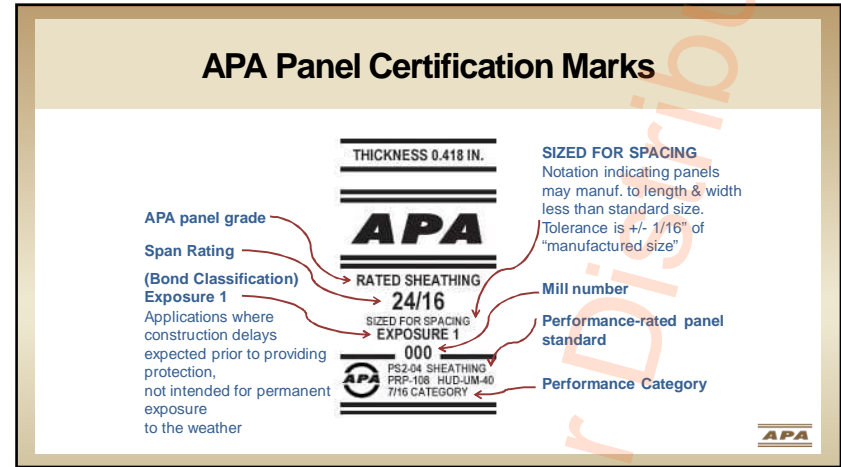 APA Panel Certification Marks
THICKNESS 0.418 IN.
APA
RATED SHEATHING
24/16
SIZED FOR SPACING
EXPOSURE 1
000
APA
PS2-04 SHEATHING
PRP-108 HUD-UM-40
7/16 CATEGORY
APA panel grade
Span Rating
(Bond Classification)
Exposure 1
Applications where
construction delays
expected prior to providing
protection,
not intended for permanent
exposure
to the weather
SIZED FOR SPACING
Notation indicating panels
may manuf. to length & width
less than standard size.
Tolerance is +/- 1/16” of
“manufactured size”
Mill number
Performance-rated panel
standard
Performance Category
APA
r Distribu